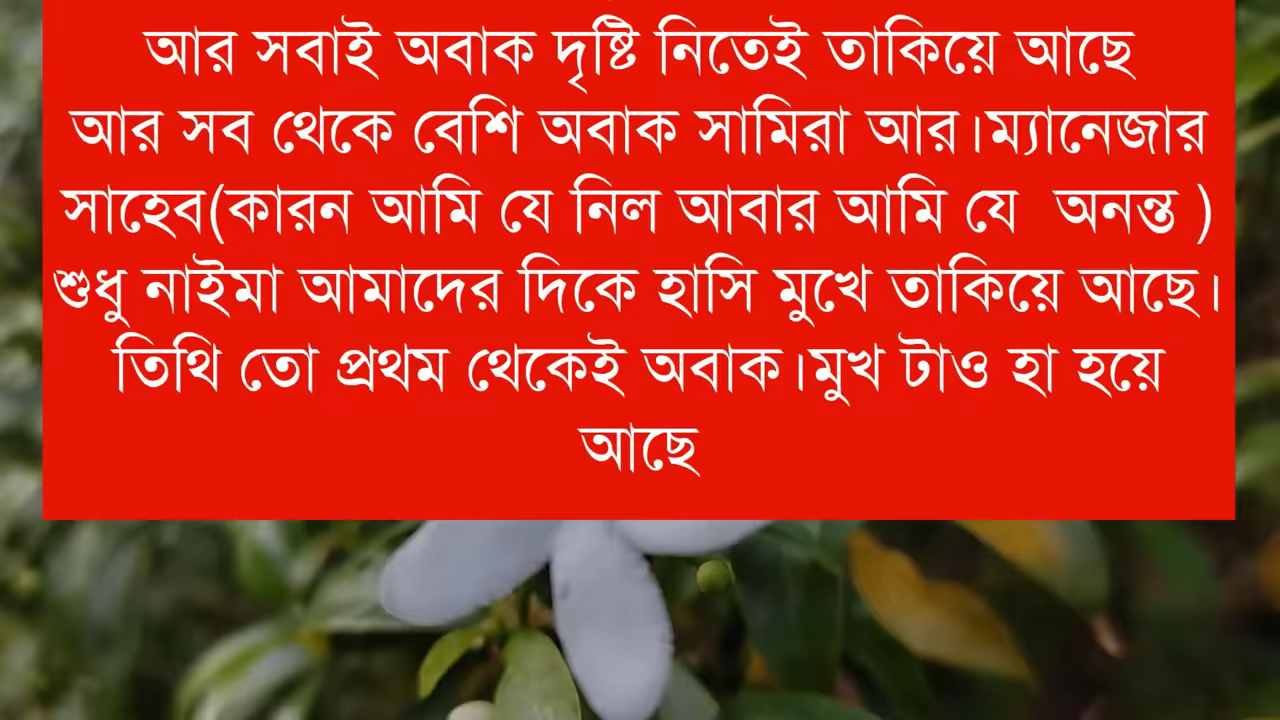 আর সবাই অবাক দৃষ্টি নিতেই তাকিয়ে আছে
আর সব থেকে বেশি অবাক সামিরা আর।ম্যানেজার
সাহেব(কারন আমি যে নিল আবার আমি যে  অনন্ত )
শুধু নাইমা আমাদের দিকে হাসি মুখে তাকিয়ে আছে।
তিথি তো প্রথম থেকেই অবাক।মুখ টাও হা হয়ে
আছে